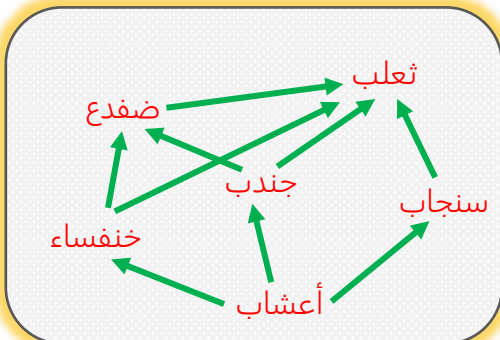 ثعلب
ضفدع
جندب
سنجاب
خنفساء
أعشاب